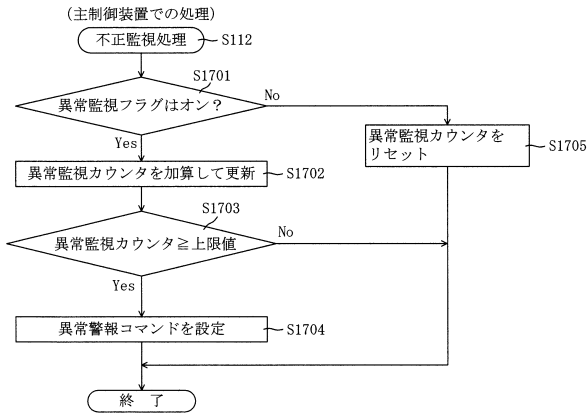 (主制御装置での処理)
不正監視処理
S112
S1701
異常監視フラグはオン?
No
Yes
異常監視カウンタを
リセット
S1705
異常監視カウンタを加算して更新
S1702
S1703
異常監視カウンタ≧上限値
No
Yes
異常警報コマンドを設定
S1704
終 了